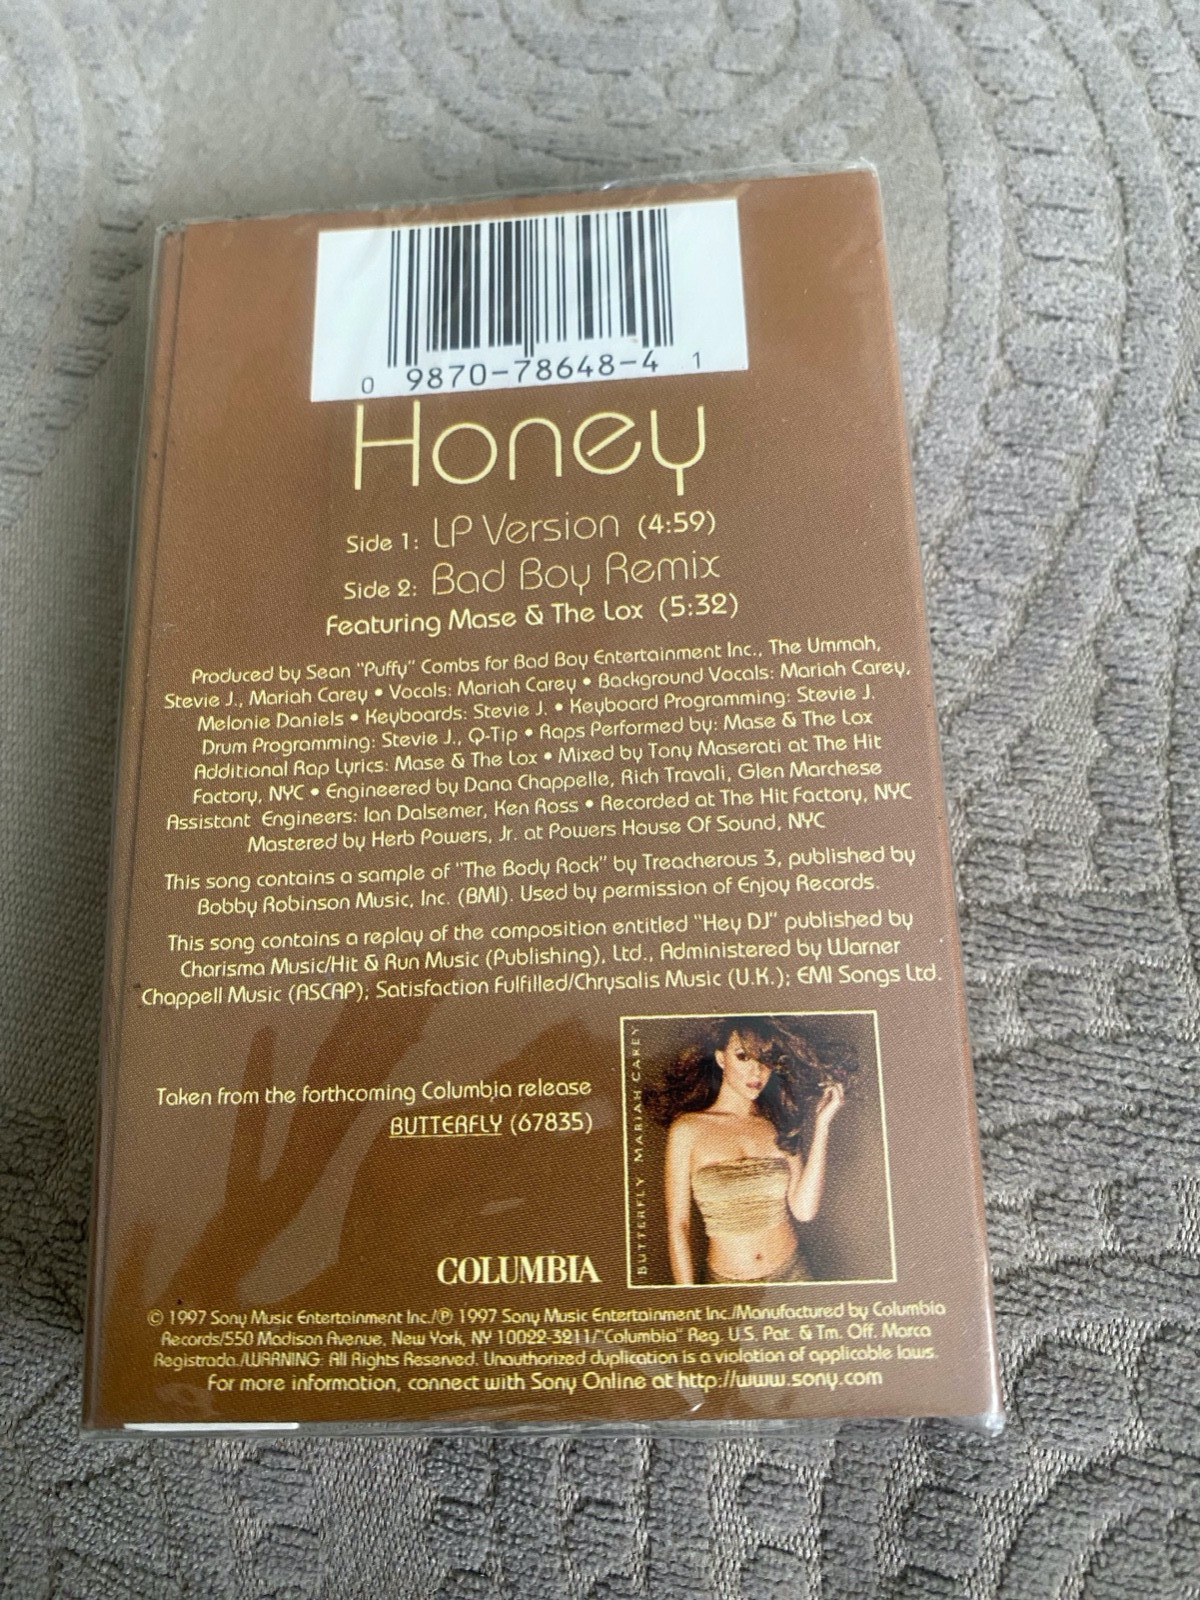 0 9870-78648-4 1
Honey
Side 1: LP Version (4:59)
Side 2: Bad Boy Remix
Featuring Mase & The Lox (5:32)
Produced by Sean "Puffy" Combs for Bad Boy Entertainment Inc., The Ummah,
Stevie J., Mariah Carey • Vocals: Mariah Carey • Background Vocals: Mariah Carey,
Melonie Daniels • Keyboards: Stevie J. • Keyboard Programming: Stevie J.
Drum Programming: Stevie J., Q-Tip • Raps Performed by: Mase & The Lox
Additional Rap Lyrics: Mase & The Lox • Mixed by Tony Maserati at The Hit
Factory, NYC • Engineered by Dana Chappelle, Rich Travali, Glen Marchese
Assistant Engineers: Ian Dalsemer, Ken Ross • Recorded at The Hit Factory, NYC
Mastered by Herb Powers, Jr. at Powers House Of Sound, NYC
This song contains a sample of "The Body Rock" by Treacherous 3, published by
Bobby Robinson Music, Inc. (BMI). Used by permission of Enjoy Records.
This song contains a replay of the composition entitled "Hey DJ" published by
Charisma Music/Hit & Run Music (Publishing), Ltd., Administered by Warner
Chappell Music (ASCAP); Satisfaction Fulfilled/Chrysalis Music (U.K.); EMI Songs Ltd.
Taken from the forthcoming Columbia release
BUTTERFLY (67835)
BUTTERFLY MARIAH CAREY
COLUMBIA
© 1997 Sony Music Entertainment Inc./℗ 1997 Sony Music Entertainment Inc./Manufactured by Columbia
Records/550 Madison Avenue, New York, NY 10022-3211/"Columbia" Reg. U.S. Pat. & Tm. Off. Marca
Registrada./WARNING: All Rights Reserved. Unauthorized duplication is a violation of applicable laws.
For more information, connect with Sony Online at http://www.sony.com